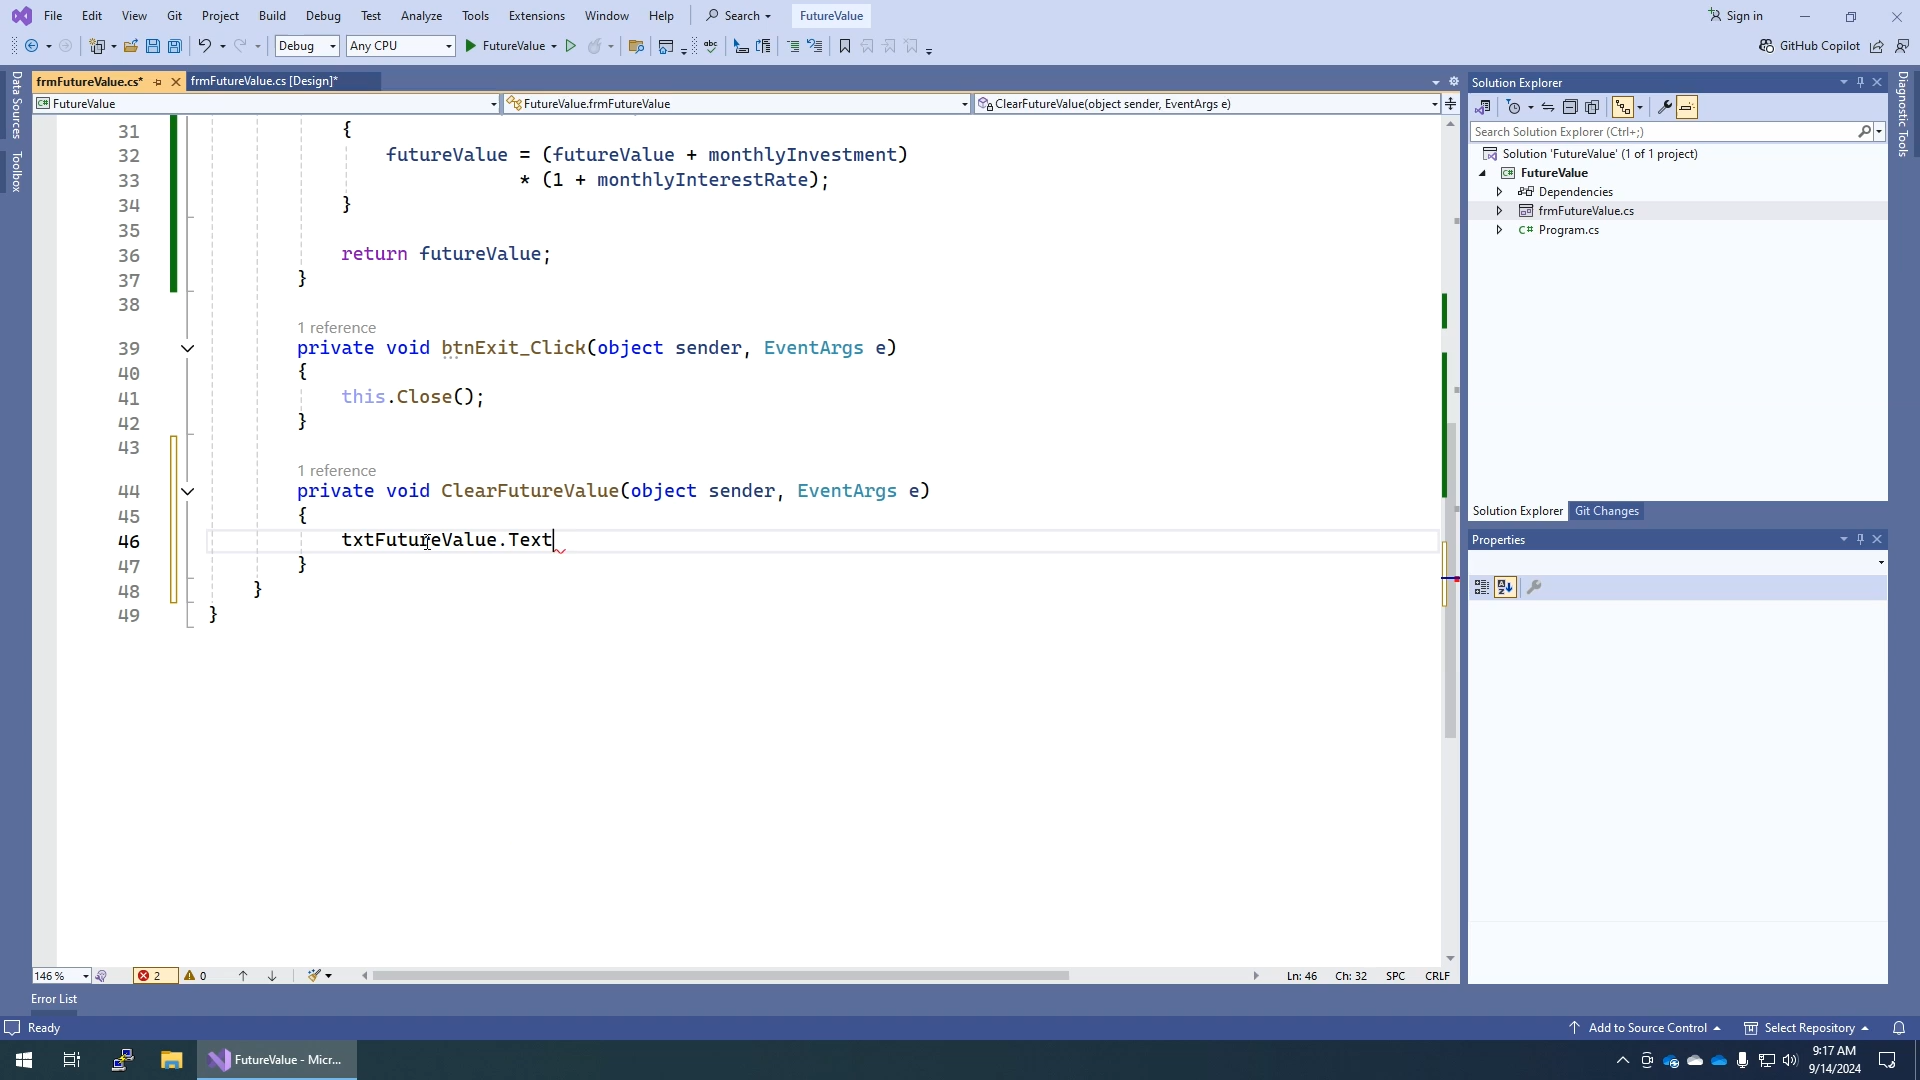 File Edit View Git Project Build Debug Test Analyze Tools Extensions Window Help Search FutureValue Sign in
Debug Any CPU FutureValue GitHub Copilot
Data Sources
Toolbox
frmFutureValue.cs* frmFutureValue.cs [Design]*
FutureValue FutureValue.frmFutureValue ClearFutureValue(object sender, EventArgs e)
31 {
32 futureValue = (futureValue + monthlyInvestment)
33 * (1 + monthlyInterestRate);
34 }
35
36 return futureValue;
37 }
38
1 reference
39 private void btnExit_Click(object sender, EventArgs e)
40 {
41 this.Close();
42 }
43
1 reference
44 private void ClearFutureValue(object sender, EventArgs e)
45 {
46 txtFutureValue.Text
47 }
48 }
49 }
146 % 2 0 Ln: 46 Ch: 32 SPC CRLF
Error List
Solution Explorer
Search Solution Explorer (Ctrl+;)
Solution 'FutureValue' (1 of 1 project)
C# FutureValue
Dependencies
frmFutureValue.cs
C# Program.cs
Solution Explorer Git Changes
Properties
Diagnostic Tools
Ready Add to Source Control Select Repository
FutureValue - Micr...
9:17 AM
9/14/2024